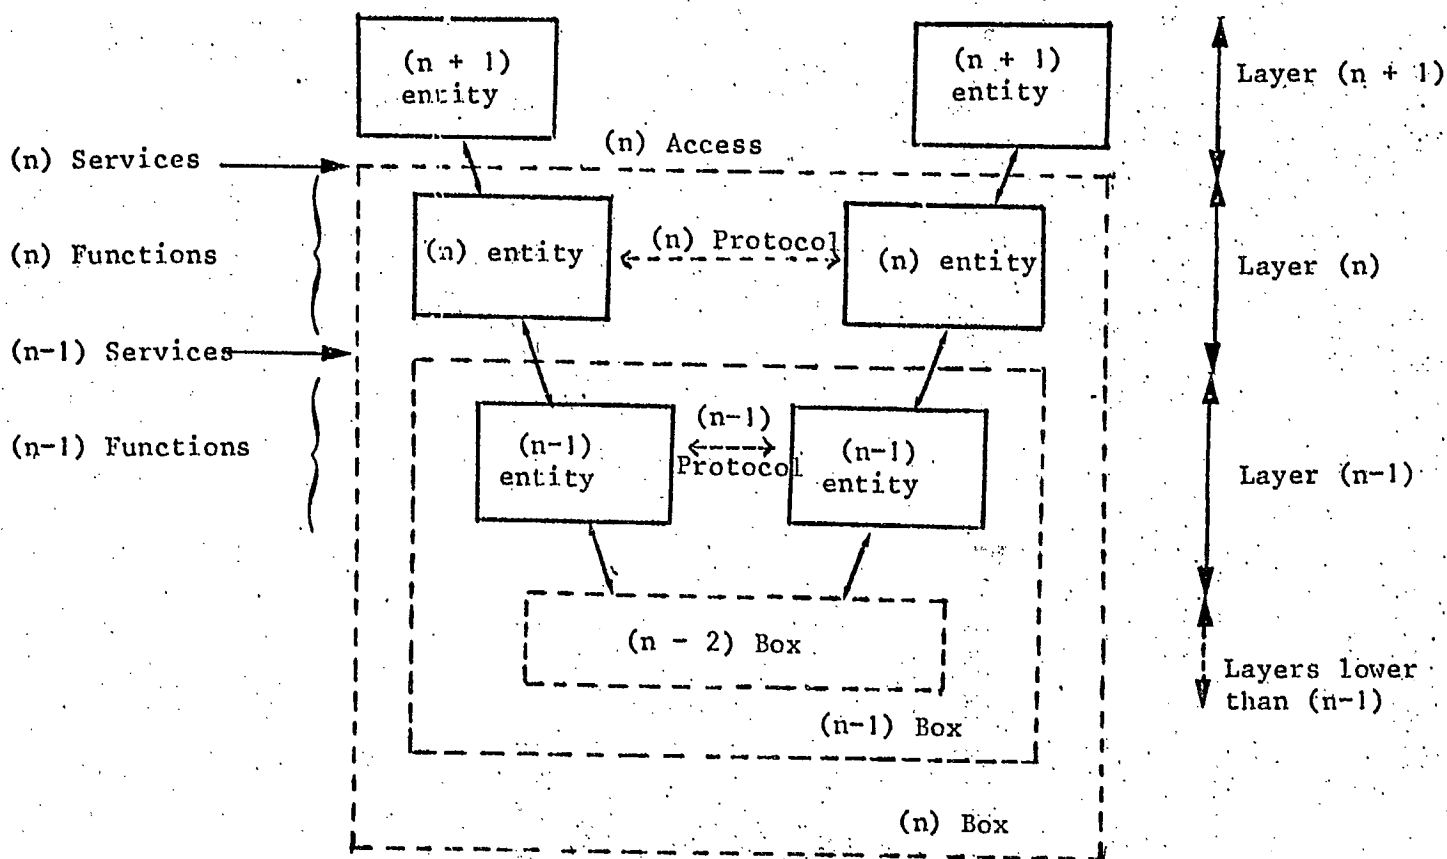 (n + 1)
entity
(n + 1)
entity
Layer (n + 1)
(n) Services
(n) Access
(n) Functions
(n) entity
(n) Protocol
(n) entity
Layer (n)
(n-1) Services
(n-1) Functions
(n-1)
entity
(n-1)
Protocol
(n-1)
entity
Layer (n-1)
(n - 2) Box
Layers lower
than (n-1)
(n-1) Box
(n) Box